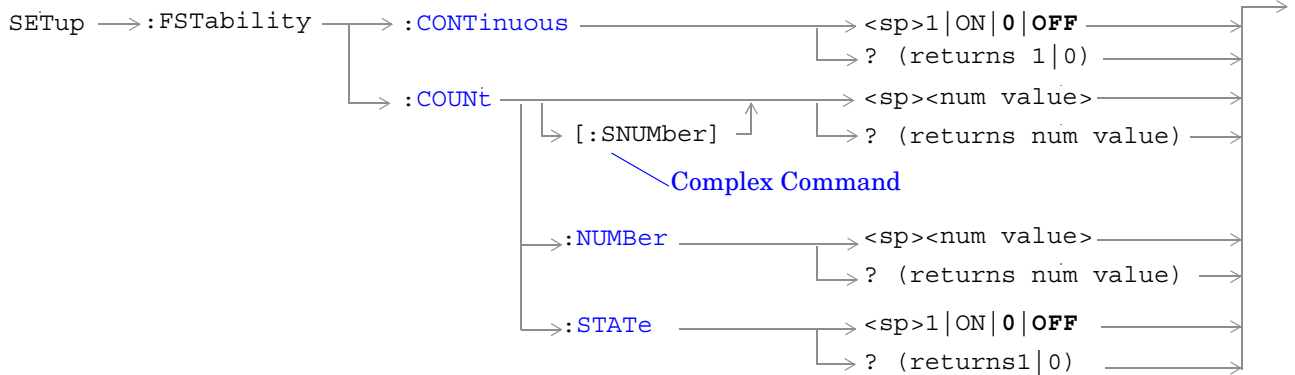 SETup :FSTability :CONTinuous <sp>1|ON|0|OFF
? (returns 1|0)
:COUNt <sp><num value>
[:SNUMber] ? (returns num value)
Complex Command
:NUMBer <sp><num value>
? (returns num value)
:STATe <sp>1|ON|0|OFF
? (returns1|0)